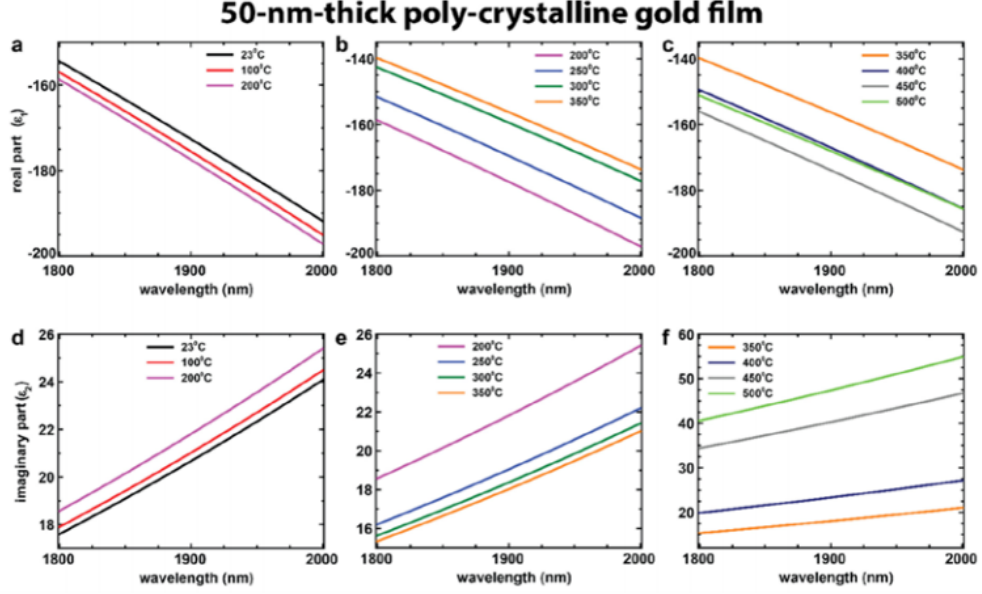 50-nm-thick poly-crystalline gold film
a
real part (ε₁)
-160
-180
-200
1800
1900
2000
wavelength (nm)
23°C
100°C
200°C
b
-140
-160
-180
-200
1800
1900
2000
wavelength (nm)
200°C
250°C
300°C
350°C
c
-140
-160
-180
-200
1800
1900
2000
wavelength (nm)
350°C
400°C
450°C
500°C
d
imaginary part (ε₂)
26
24
22
20
18
1800
1900
2000
wavelength (nm)
23°C
100°C
200°C
e
26
24
22
20
18
16
1800
1900
2000
wavelength (nm)
200°C
250°C
300°C
350°C
f
60
50
40
30
20
1800
1900
2000
wavelength (nm)
350°C
400°C
450°C
500°C